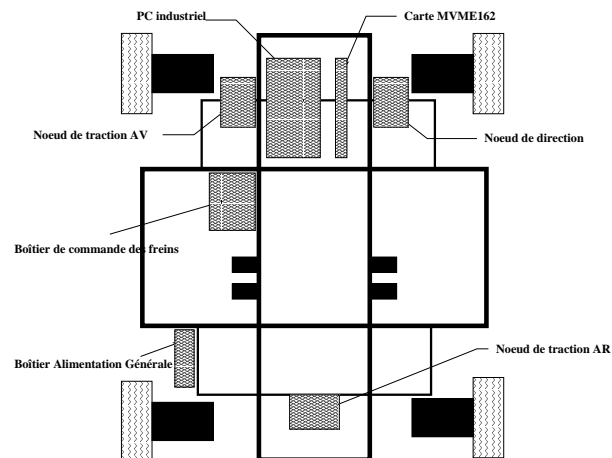 PC industriel
Carte MVME162
Noeud de traction AV
Noeud de direction
Boîtier de commande des freins
Boîtier Alimentation Générale
Noeud de traction AR